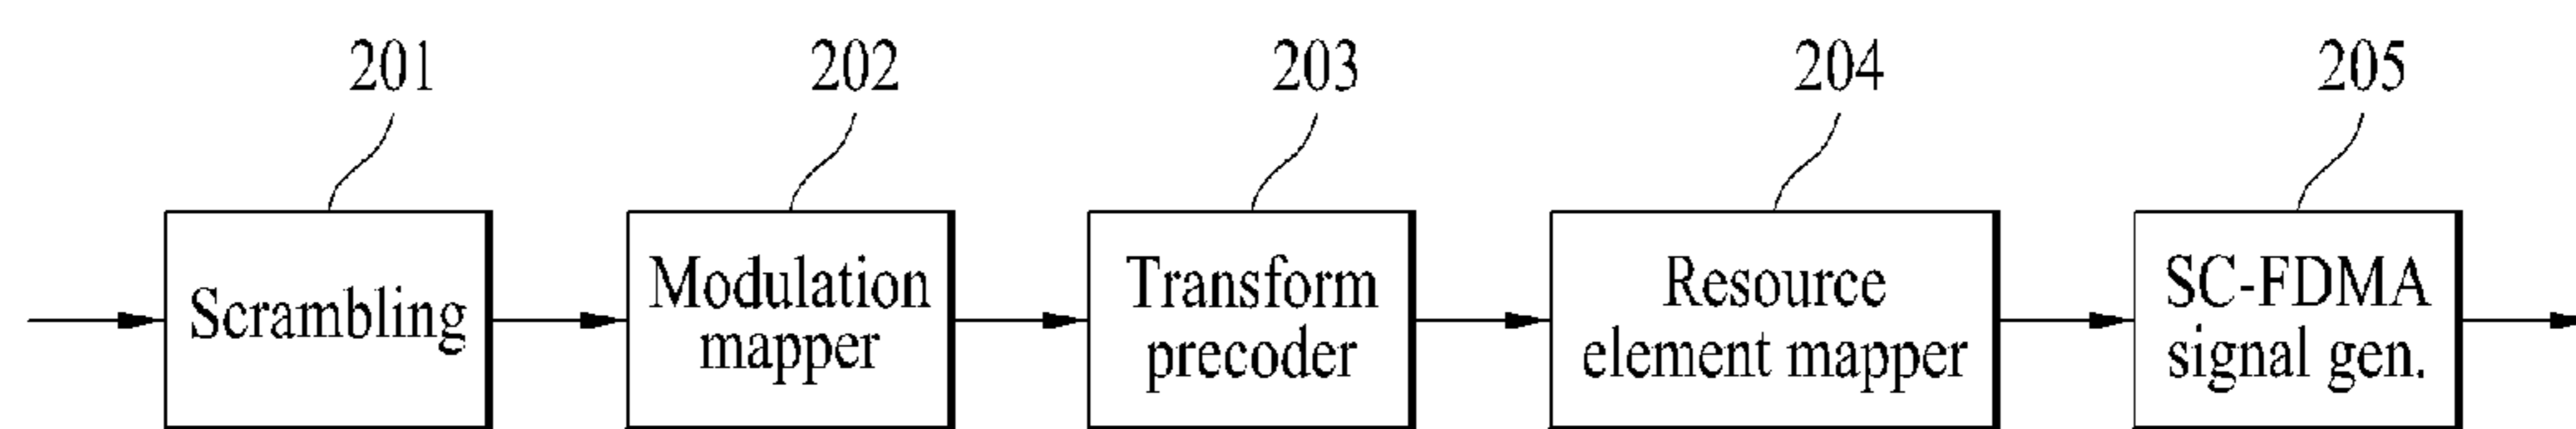 201
202
203
204
205
Scrambling
Modulation
mapper
Transform
precoder
Resource
element mapper
SC-FDMA
signal gen.